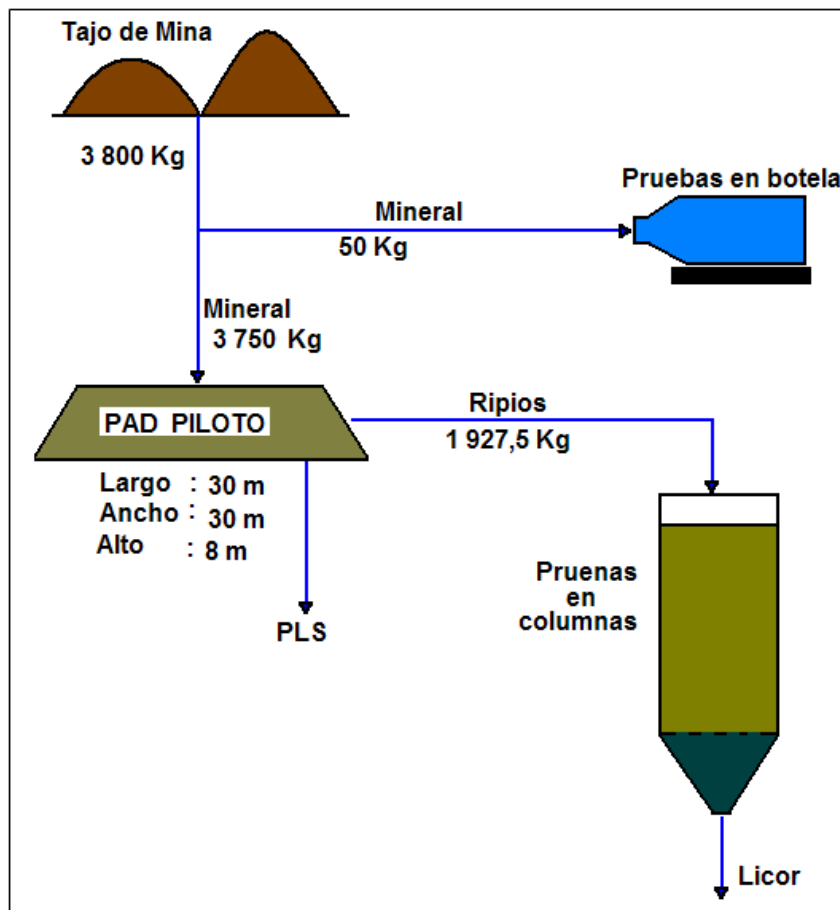 Tajo de Mina
3 800 Kg
Pruebas en botela
Mineral
50 Kg
Mineral
3 750 Kg
PAD PILOTO
Ripios
1 927,5 Kg
Largo : 30 m
Ancho : 30 m
Alto : 8 m
Pruenas
en
columnas
PLS
Licor